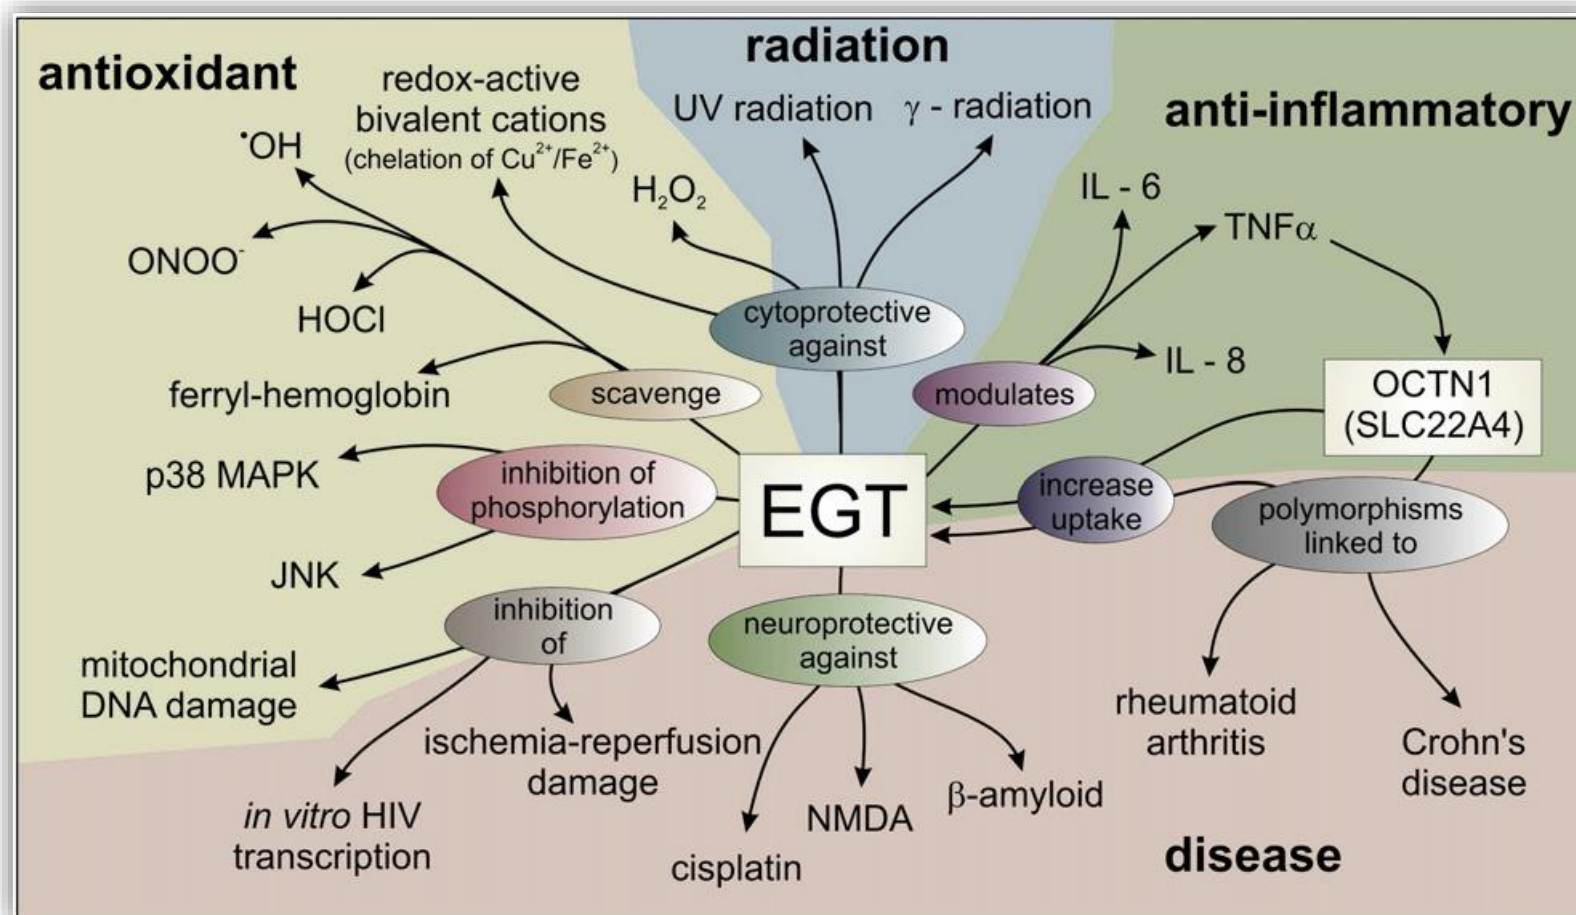 antioxidant
redox-active
bivalent cations
(chelation of Cu²⁺/Fe²⁺)
•OH
ONOO⁻
HOCl
ferryl-hemoglobin
H₂O₂
radiation
UV radiation
γ - radiation
anti-inflammatory
IL - 6
TNFα
IL - 8
OCTN1
(SLC22A4)
cytoprotective
against
scavenge
modulates
p38 MAPK
inhibition of
phosphorylation
JNK
EGT
increase
uptake
polymorphisms
linked to
inhibition
of
neuroprotective
against
mitochondrial
DNA damage
in vitro HIV
transcription
ischemia-reperfusion
damage
cisplatin
NMDA
β-amyloid
rheumatoid
arthritis
Crohn's
disease
disease